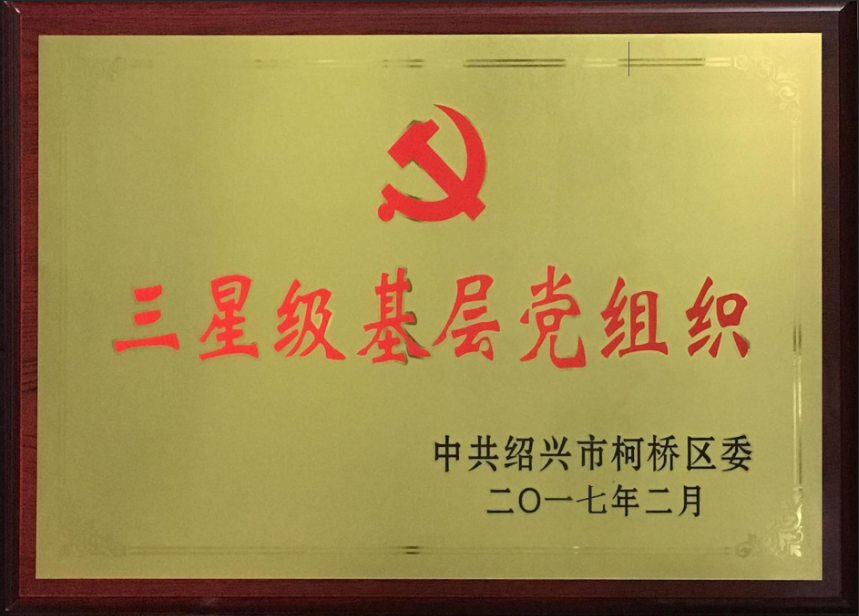 三星级基层党组织
中共绍兴市柯桥区委
二〇一七年二月